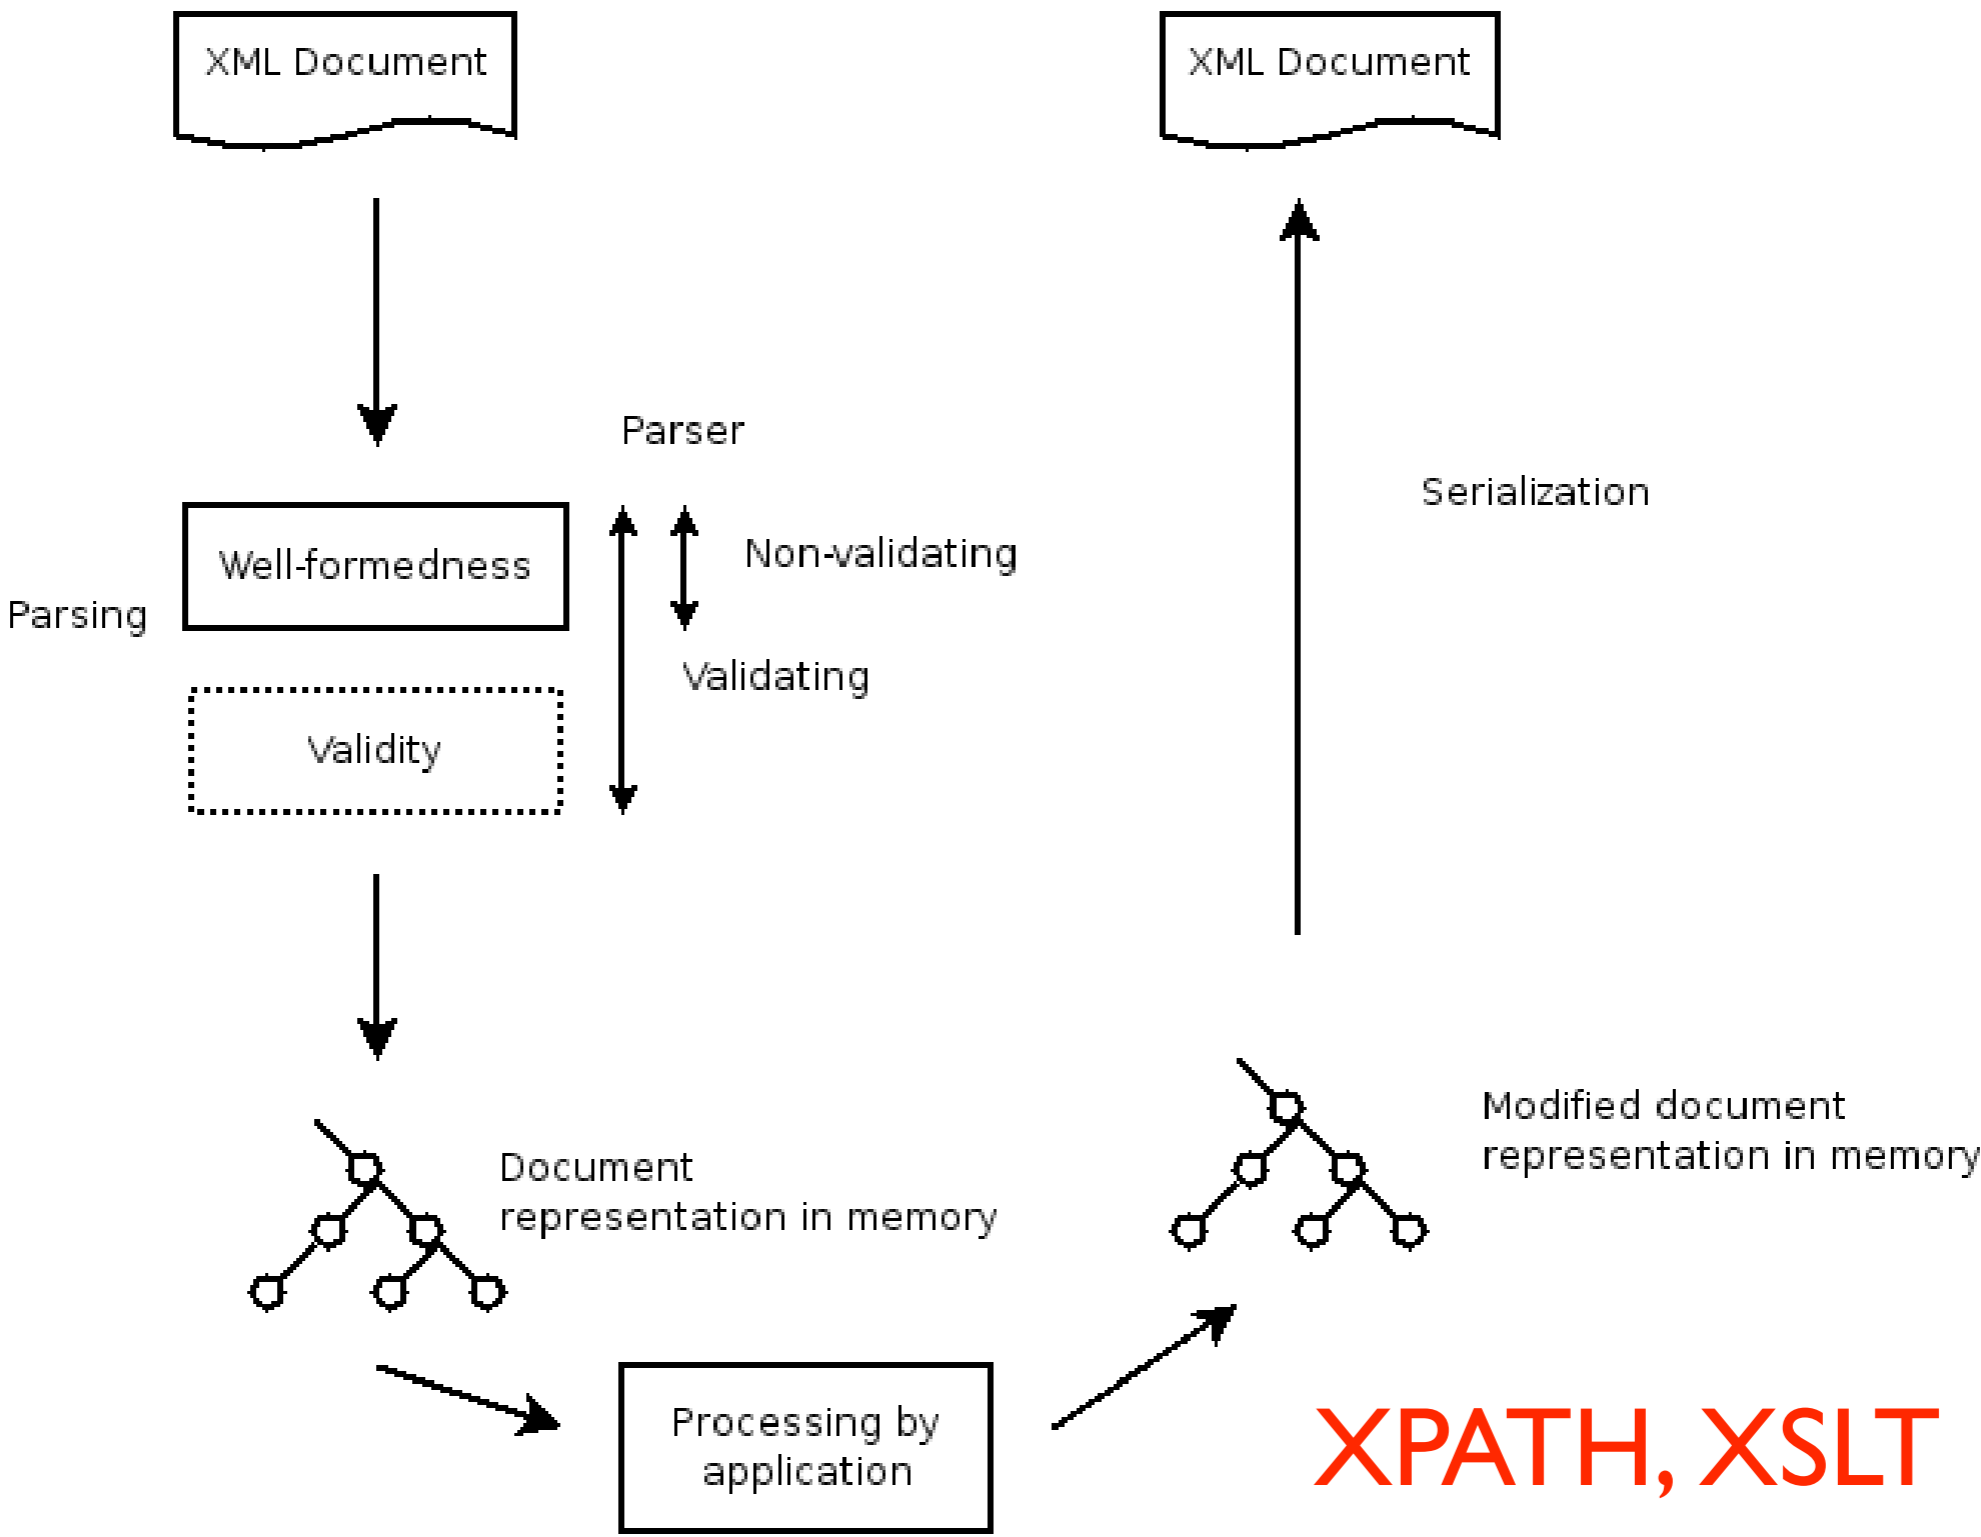 XML Document
XML Document
Parser
Serialization
Well-formedness
Non-validating
Parsing
Validating
Validity
Document
representation in memory
Modified document
representation in memory
Processing by
application
XPATH, XSLT